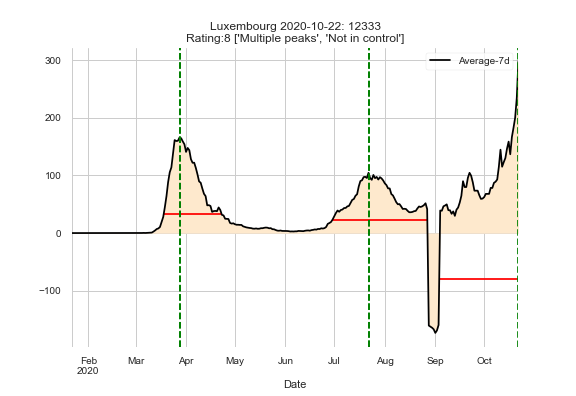 Luxembourg 2020-10-22: 12333
Rating:8 ['Multiple peaks', 'Not in control']
Average-7d
300
200
100
0
−100
Feb Mar Apr May Jun Jul Aug Sep Oct
2020
Date